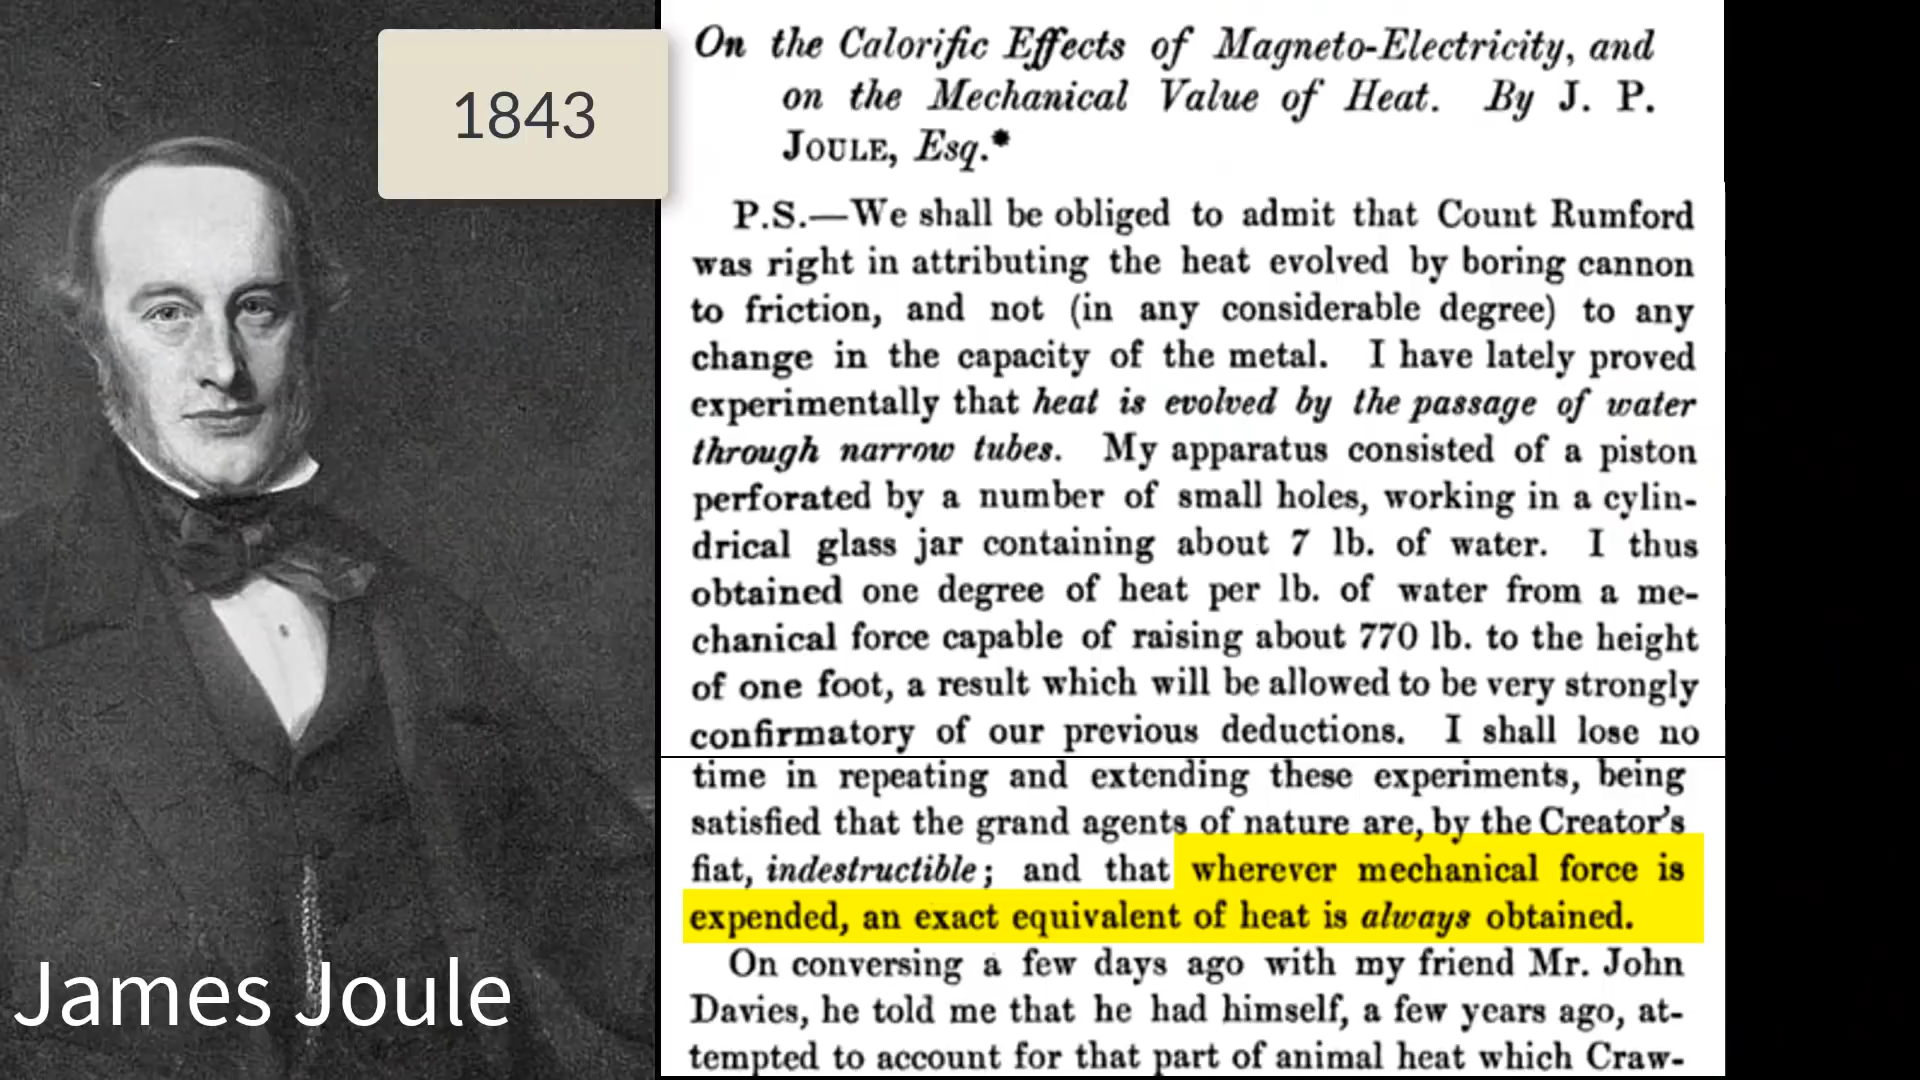 1843
James Joule
On the Calorific Effects of Magneto-Electricity, and
on the Mechanical Value of Heat. By J. P.
JOULE, Esq.*
P.S.—We shall be obliged to admit that Count Rumford
was right in attributing the heat evolved by boring cannon
to friction, and not (in any considerable degree) to any
change in the capacity of the metal. I have lately proved
experimentally that heat is evolved by the passage of water
through narrow tubes. My apparatus consisted of a piston
perforated by a number of small holes, working in a cylin-
drical glass jar containing about 7 lb. of water. I thus
obtained one degree of heat per lb. of water from a me-
chanical force capable of raising about 770 lb. to the height
of one foot, a result which will be allowed to be very strongly
confirmatory of our previous deductions. I shall lose no
time in repeating and extending these experiments, being
satisfied that the grand agents of nature are, by the Creator's
fiat, indestructible; and that wherever mechanical force is
expended, an exact equivalent of heat is always obtained.
On conversing a few days ago with my friend Mr. John
Davies, he told me that he had himself, a few years ago, at-
tempted to account for that part of animal heat which Craw-